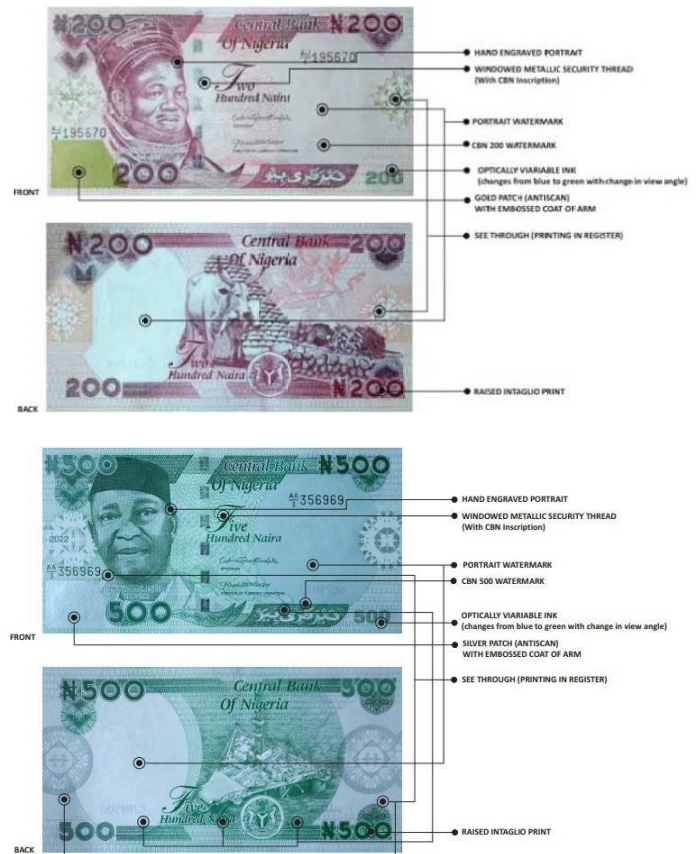 ₦200
Central Bank
Of Nigeria
₦200
195670
Two
Hundred Naira
195670
200
200
FRONT
HAND ENGRAVED PORTRAIT
WINDOWED METALLIC SECURITY THREAD
(With CBN Inscription)
PORTRAIT WATERMARK
CBN 200 WATERMARK
OPTICALLY VIARIABLE INK
(changes from blue to green with change in view angle)
GOLD PATCH (ANTISCAN)
WITH EMBOSSED COAT OF ARM
SEE THROUGH (PRINTING IN REGISTER)
₦200
Central Bank
Of Nigeria
200
Two
Hundred Naira
200
₦200
BACK
RAISED INTAGLIO PRINT
₦500
Central Bank
Of Nigeria
₦500
356969
Five
Hundred Naira
2022
356969
500
500
FRONT
HAND ENGRAVED PORTRAIT
WINDOWED METALLIC SECURITY THREAD
(With CBN Inscription)
PORTRAIT WATERMARK
CBN 500 WATERMARK
OPTICALLY VIARIABLE INK
(changes from blue to green with change in view angle)
SILVER PATCH (ANTISCAN)
WITH EMBOSSED COAT OF ARM
SEE THROUGH (PRINTING IN REGISTER)
₦500
Central Bank
Of Nigeria
500
Five
Hundred Naira
500
₦500
BACK
RAISED INTAGLIO PRINT